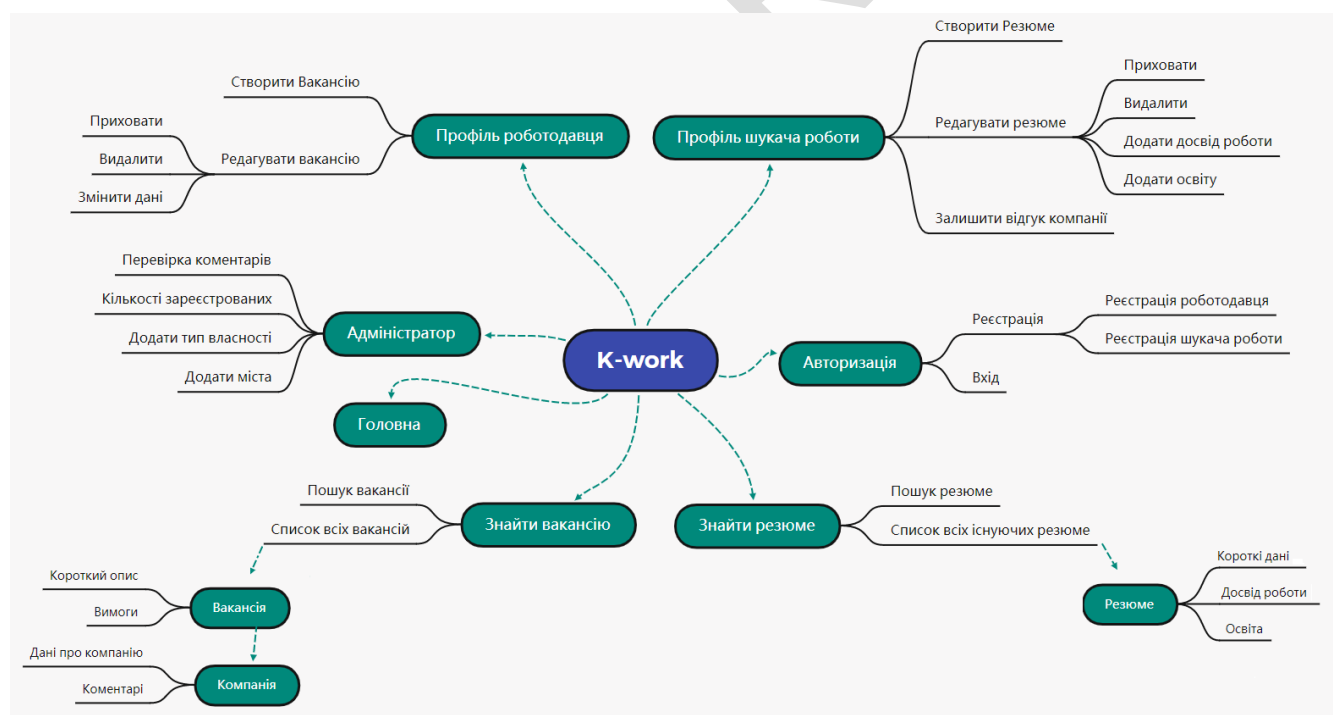 Створити Резюме
Створити Вакансію
Приховати
Приховати
Видалити
Профіль роботодавця
Профіль шукача роботи
Редагувати резюме
Додати досвід роботи
Видалити
Редагувати вакансію
Додати освіту
Змінити дані
Залишити відгук компанії
Перевірка коментарів
Кількості зареєстрованих
Реєстрація роботодавця
Реєстрація
Адміністратор
Додати тип власності
Реєстрація шукача роботи
K-work
Авторизація
Додати міста
Вхід
Головна
Пошук вакансії
Пошук резюме
Знайти вакансію
Знайти резюме
Список всіх вакансій
Список всіх існуючих резюме
Короткі дані
Короткий опис
Досвід роботи
Вакансія
Резюме
Вимоги
Освіта
Дані про компанію
Компанія
Коментарі